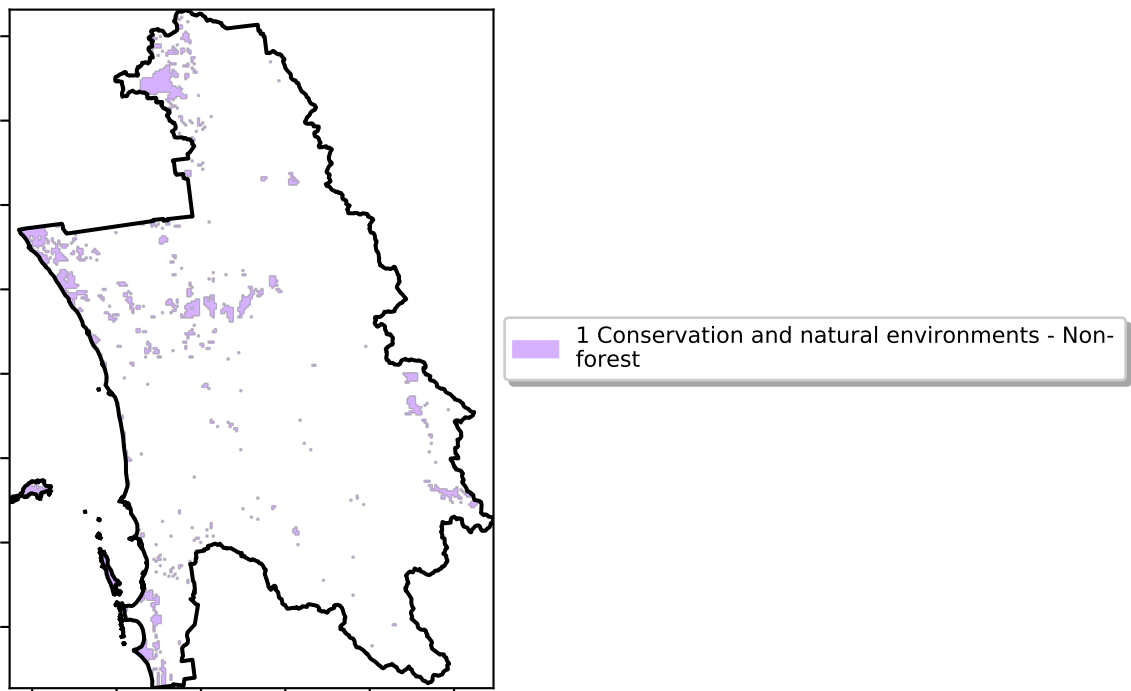 1 Conservation and natural environments - Non-
forest